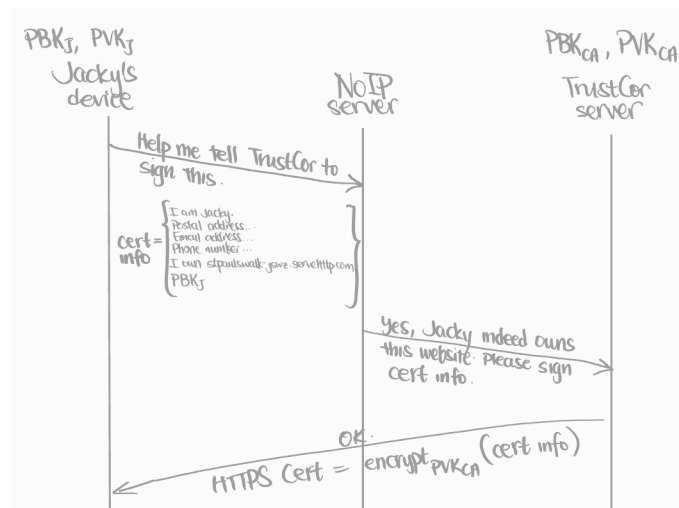 PBKJ, PVKJ
Jacky's
device
NoIP
server
PBKCA, PVKCA
TrustCor
server
Help me tell TrustCor to
sign this.
cert =
info
I am Jacky.
Postal address...
Email address...
Phone number...
I own stpaulswalk-jswz.servehttp.com
PBKJ
Yes, Jacky indeed owns
this website. Please sign
cert info.
OK.
HTTPS Cert = encryptPVKCA (cert info)